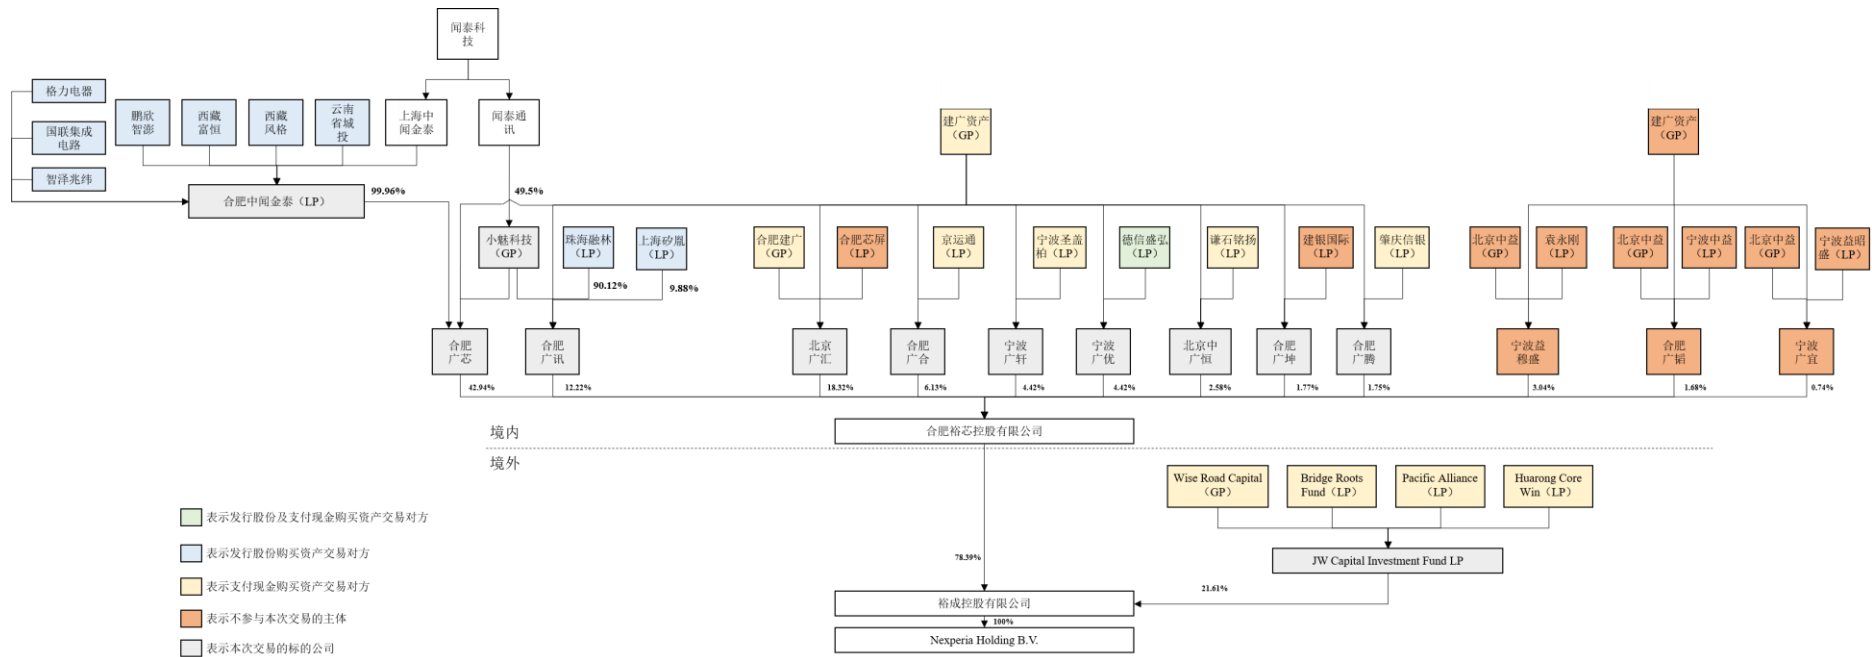 闻泰科
技
格力电器
国联集成
电路
智泽兆纬
鹏欣
智澎
西藏
富恒
西藏
风格
云南
省城
投
上海中
闻金泰
闻泰通
讯
建广资产
（GP）
建广资产
（GP）
合肥中闻金泰（LP）
99.96%
49.5%
小魅科技
（GP）
珠海融林
（LP）
上海矽胤
（LP）
合肥建广
（GP）
合肥芯屏
（LP）
京运通
（LP）
宁波圣盖
柏（LP）
德信盛弘
（LP）
谦石铭扬
（LP）
建银国际
（LP）
肇庆信银
（LP）
北京中益
（GP）
袁永刚
（LP）
北京中益
（GP）
宁波中益
（LP）
北京中益
（GP）
宁波益昭
盛（LP）
90.12%
9.88%
合肥
广芯
合肥
广讯
北京
广汇
合肥
广合
宁波
广轩
宁波
广优
北京中
广恒
合肥
广坤
合肥
广腾
宁波益
穆盛
合肥
广韬
宁波
广宜
42.94%
12.22%
18.32%
6.13%
4.42%
4.42%
2.58%
1.77%
1.75%
3.04%
1.68%
0.74%
合肥裕芯控股有限公司
境内
境外
Wise Road Capital
（GP）
Bridge Roots
Fund（LP）
Pacific Alliance
（LP）
Huarong Core
Win（LP）
JW Capital Investment Fund LP
78.39%
21.61%
裕成控股有限公司
100%
Nexperia Holding B.V.
表示发行股份及支付现金购买资产交易对方
表示发行股份购买资产交易对方
表示支付现金购买资产交易对方
表示不参与本次交易的主体
表示本次交易的标的公司